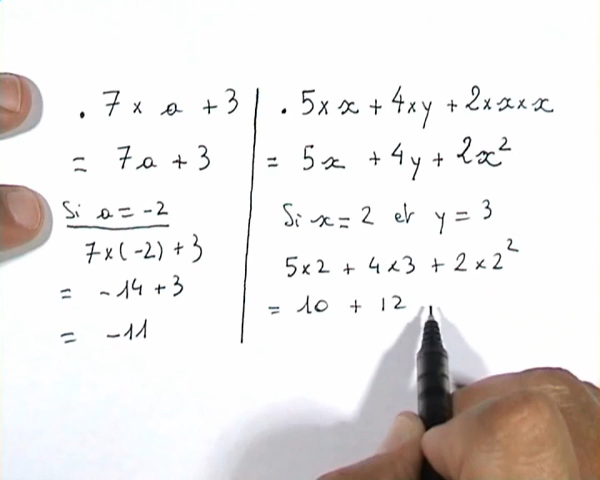 . 7 × a + 3
= 7a + 3
Si a = -2
7×(-2) + 3
= -14 + 3
= -11
. 5×x + 4×y + 2×x×x
= 5x + 4y + 2x²
Si x = 2 et y = 3
5×2 + 4×3 + 2×2²
= 10 + 12